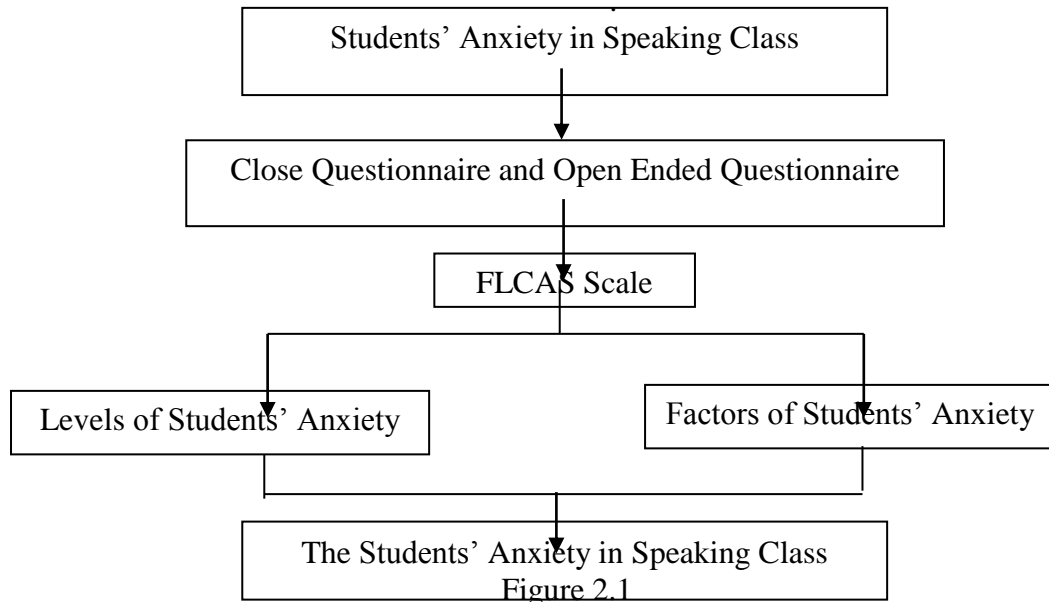 Students’ Anxiety in Speaking Class
Close Questionnaire and Open Ended Questionnaire
FLCAS Scale
Levels of Students’ Anxiety
Factors of Students’ Anxiety
The Students’ Anxiety in Speaking Class
Figure 2.1